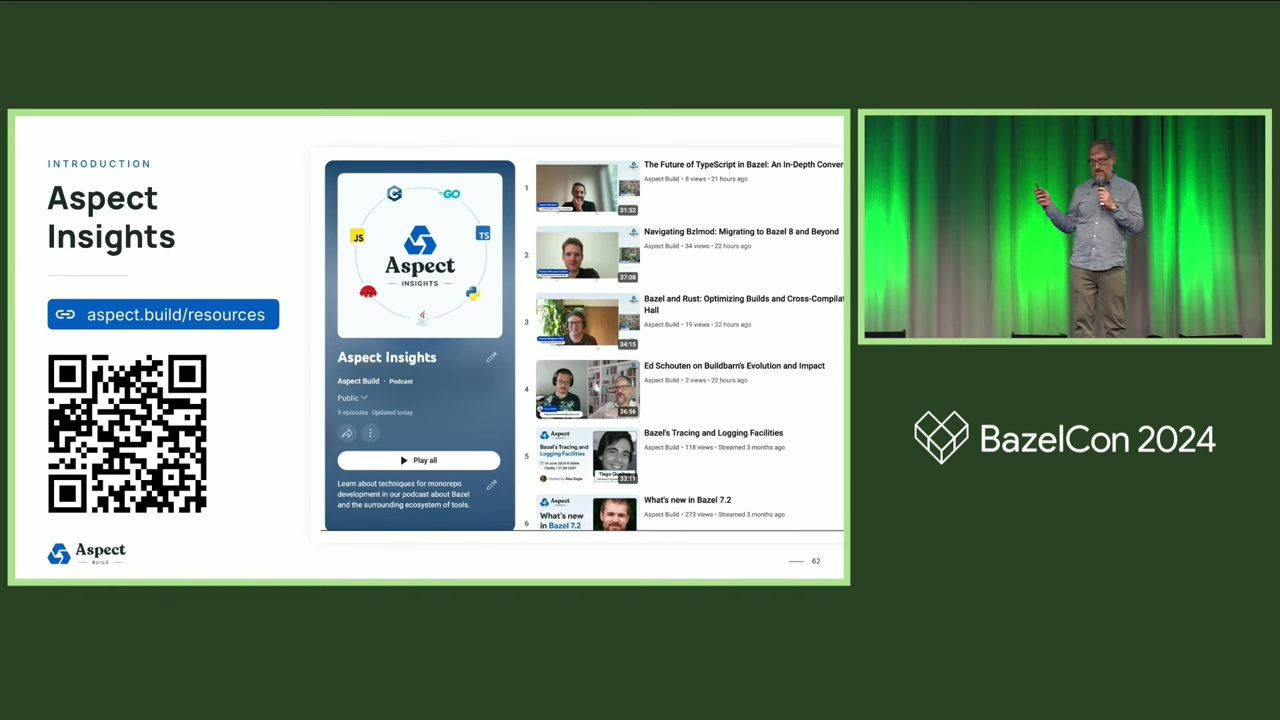 INTRODUCTION
Aspect
Insights
aspect.build/resources
Aspect
BUILD
JS
GO
TS
Aspect
INSIGHTS
Aspect Insights
Aspect Build · Podcast
Public
9 episodes Updated today
Play all
Learn about techniques for monorepo
development in our podcast about Bazel
and the surrounding ecosystem of tools.
1
31:52
The Future of TypeScript in Bazel: An In-Depth Conver
Aspect Build • 8 views • 21 hours ago
2
37:08
Navigating Bzlmod: Migrating to Bazel 8 and Beyond
Aspect Build • 34 views • 22 hours ago
3
34:15
Bazel and Rust: Optimizing Builds and Cross-Compilat
Hall
Aspect Build • 19 views • 22 hours ago
4
36:56
Ed Schouten on Buildbarn's Evolution and Impact
Aspect Build • 2 views • 22 hours ago
5
Aspect
Bazel's Tracing and
Logging Facilities
33:11
Bazel's Tracing and Logging Facilities
Aspect Build • 118 views • Streamed 3 months ago
6
Aspect
What's new
in Bazel 7.2
What's new in Bazel 7.2
Aspect Build • 273 views • Streamed 3 months ago
62
BazelCon 2024